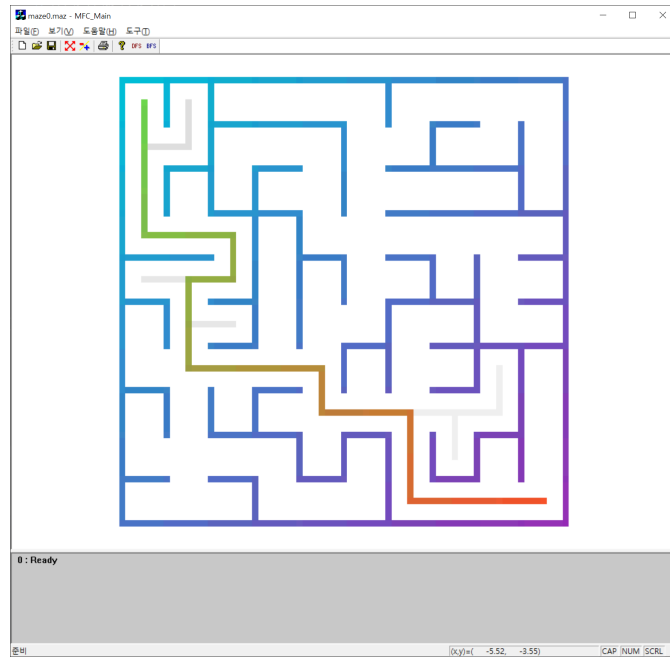 maze0.maz - MFC_Main
파일(F) 보기(V) 도움말(H) 도구(T)
DFS BFS
0 : Ready
준비 (x,y)=( -5.52, -3.55) CAP NUM SCRL